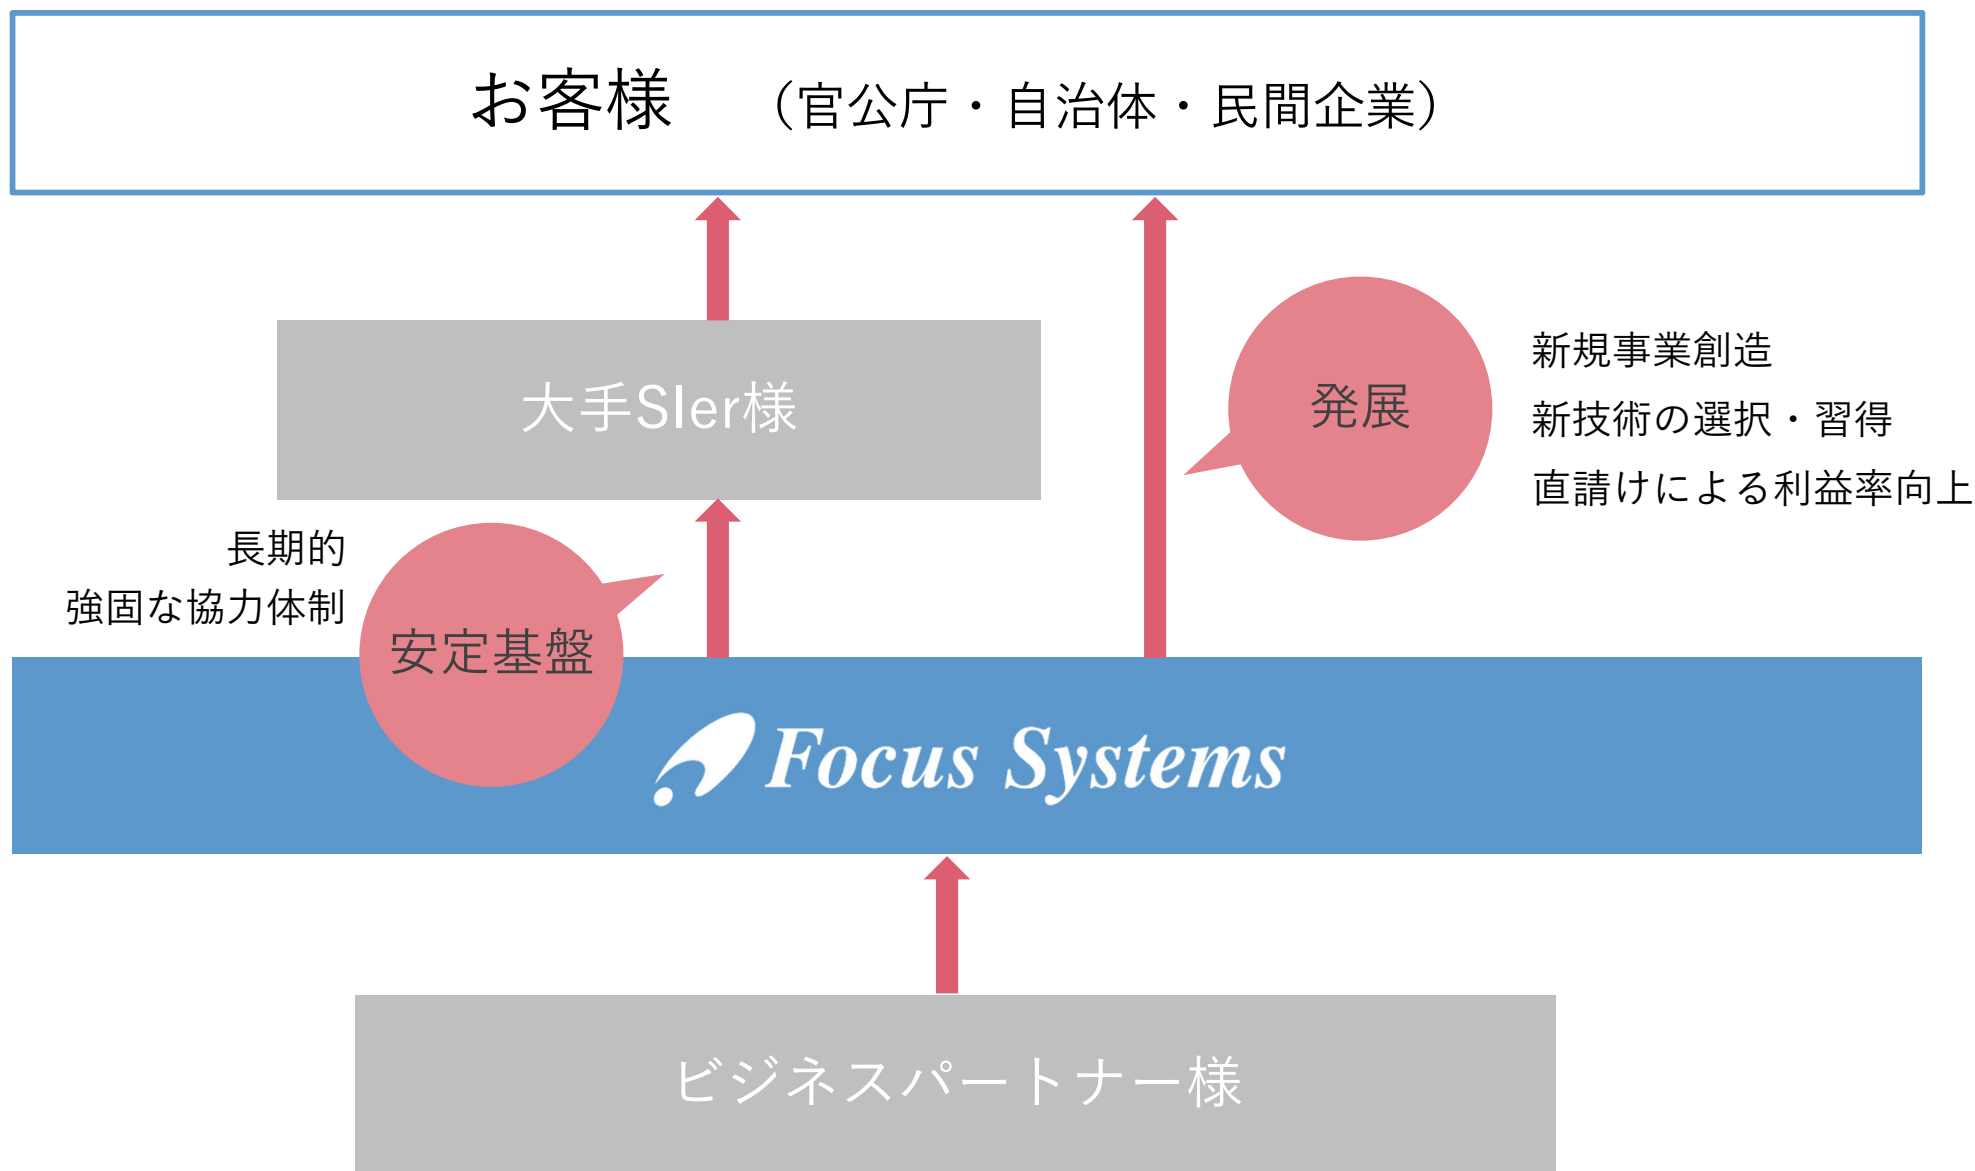 お客様　（官公庁・自治体・民間企業）
大手SIer様
発展
新規事業創造
新技術の選択・習得
直請けによる利益率向上
長期的
強固な協力体制
安定基盤
Focus Systems
ビジネスパートナー様